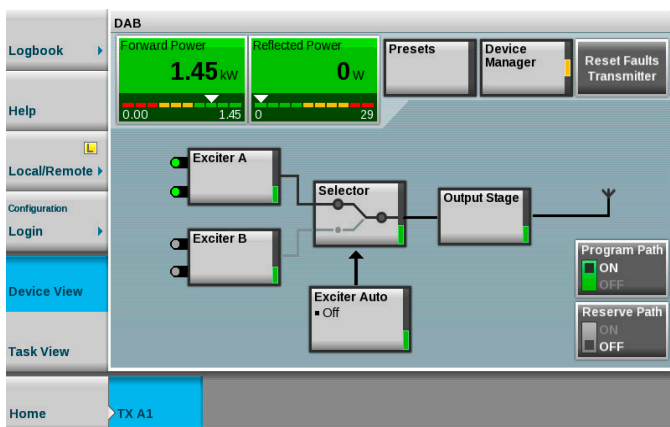 DAB
Logbook
Help
L
Local/Remote
Configuration
Login
Device View
Task View
Home
TX A1
Forward Power
1.45 kW
0.00 1.45
Reflected Power
0 W
0 29
Presets
Device
Manager
Reset Faults
Transmitter
Exciter A
Exciter B
Selector
Output Stage
Exciter Auto
Off
Program Path
ON
OFF
Reserve Path
ON
OFF